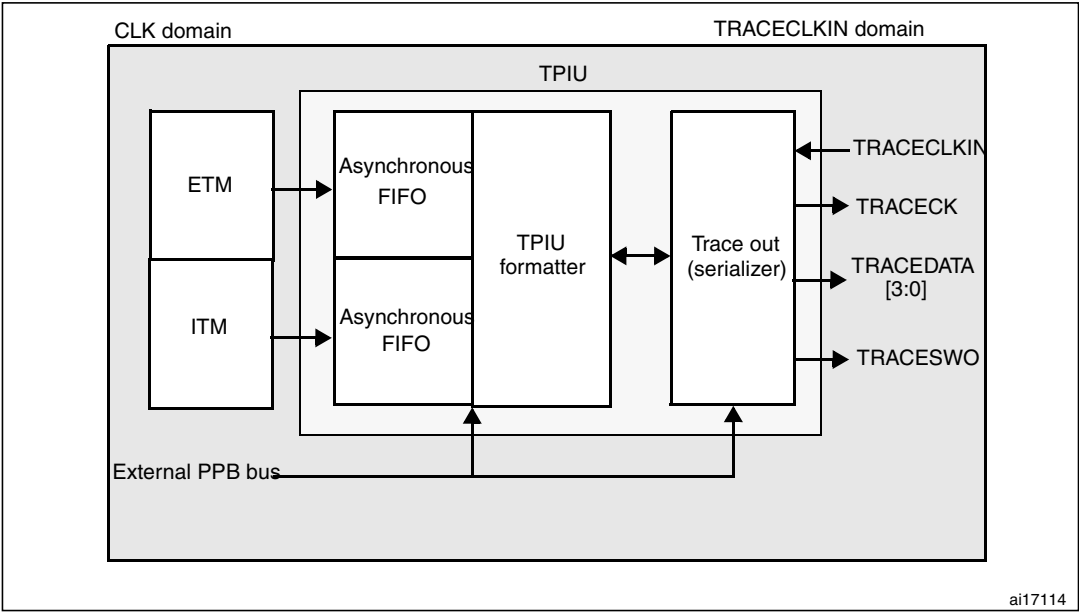 CLK domain
TRACECLKIN domain
TPIU
ETM
Asynchronous
FIFO
TPIU
formatter
Trace out
(serializer)
TRACECLKIN
TRACECK
TRACEDATA
[3:0]
TRACESWO
ITM
Asynchronous
FIFO
External PPB bus
ai17114